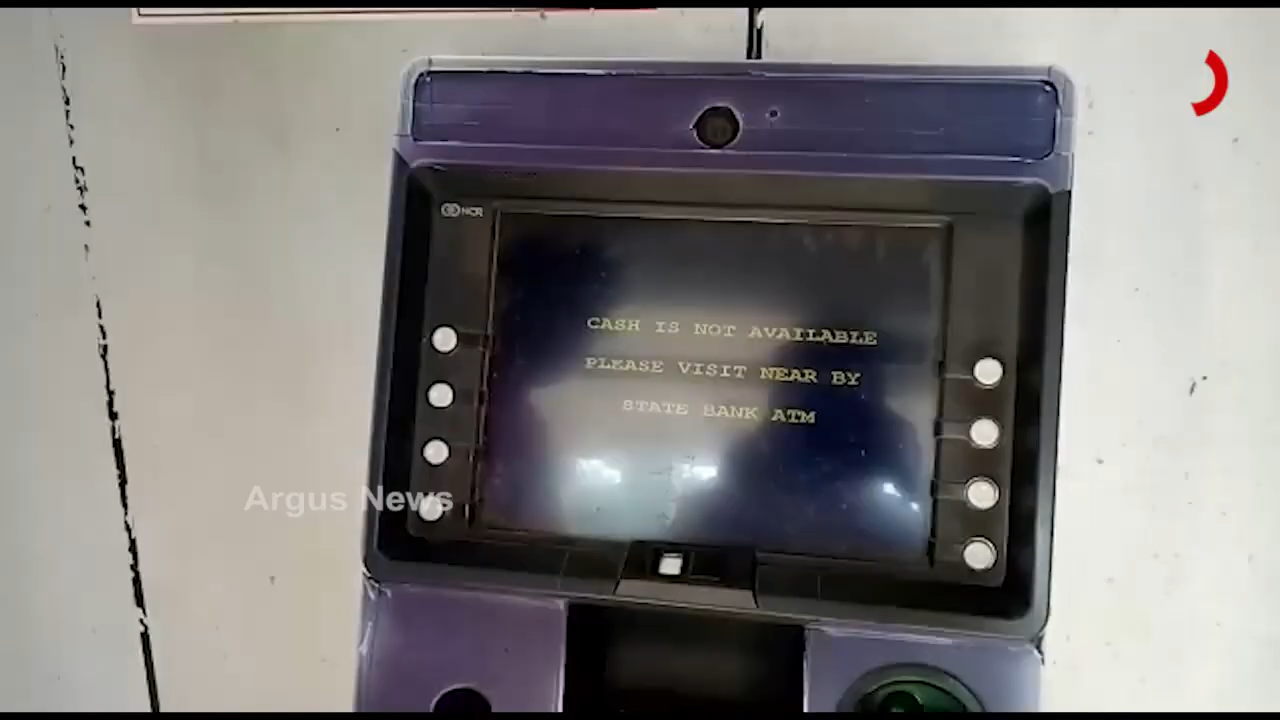 NCR
CASH IS NOT AVAILABLE
PLEASE VISIT NEAR BY
STATE BANK ATM
Argus News